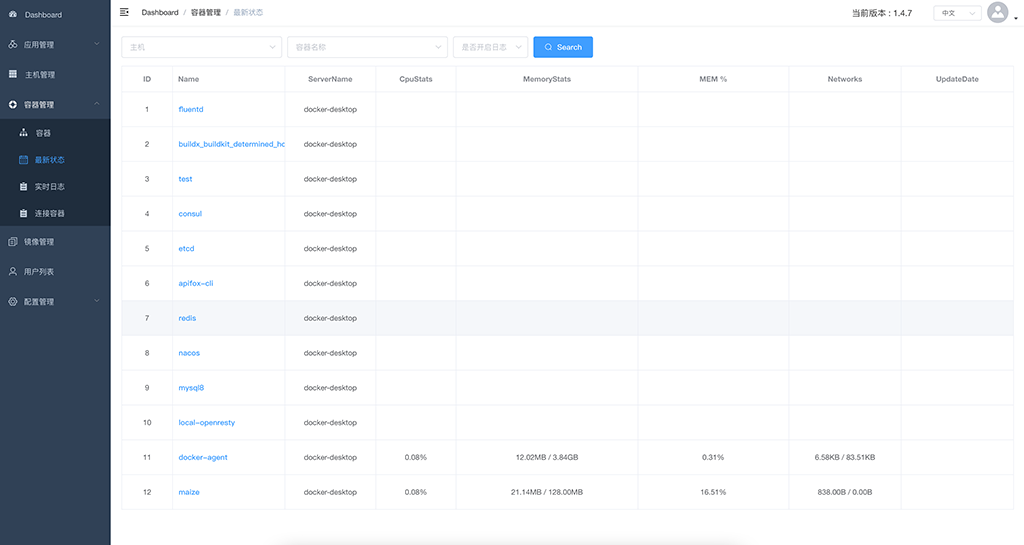 Dashboard
应用管理
主机管理
容器管理
容器
最新状态
实时日志
连接容器
镜像管理
用户列表
配置管理
Dashboard / 容器管理 / 最新状态
当前版本 : 1.4.7
中文
主机
容器名称
是否开启日志
Search
ID Name ServerName CpuStats MemoryStats MEM % Networks UpdateDate
1 fluentd docker-desktop
2 buildx_buildkit_determined_hc docker-desktop
3 test docker-desktop
4 consul docker-desktop
5 etcd docker-desktop
6 apifox-cli docker-desktop
7 redis docker-desktop
8 nacos docker-desktop
9 mysql8 docker-desktop
10 local-openresty docker-desktop
11 docker-agent docker-desktop 0.08% 12.02MB / 3.84GB 0.31% 6.58KB / 83.51KB
12 maize docker-desktop 0.08% 21.14MB / 128.00MB 16.51% 838.00B / 0.00B